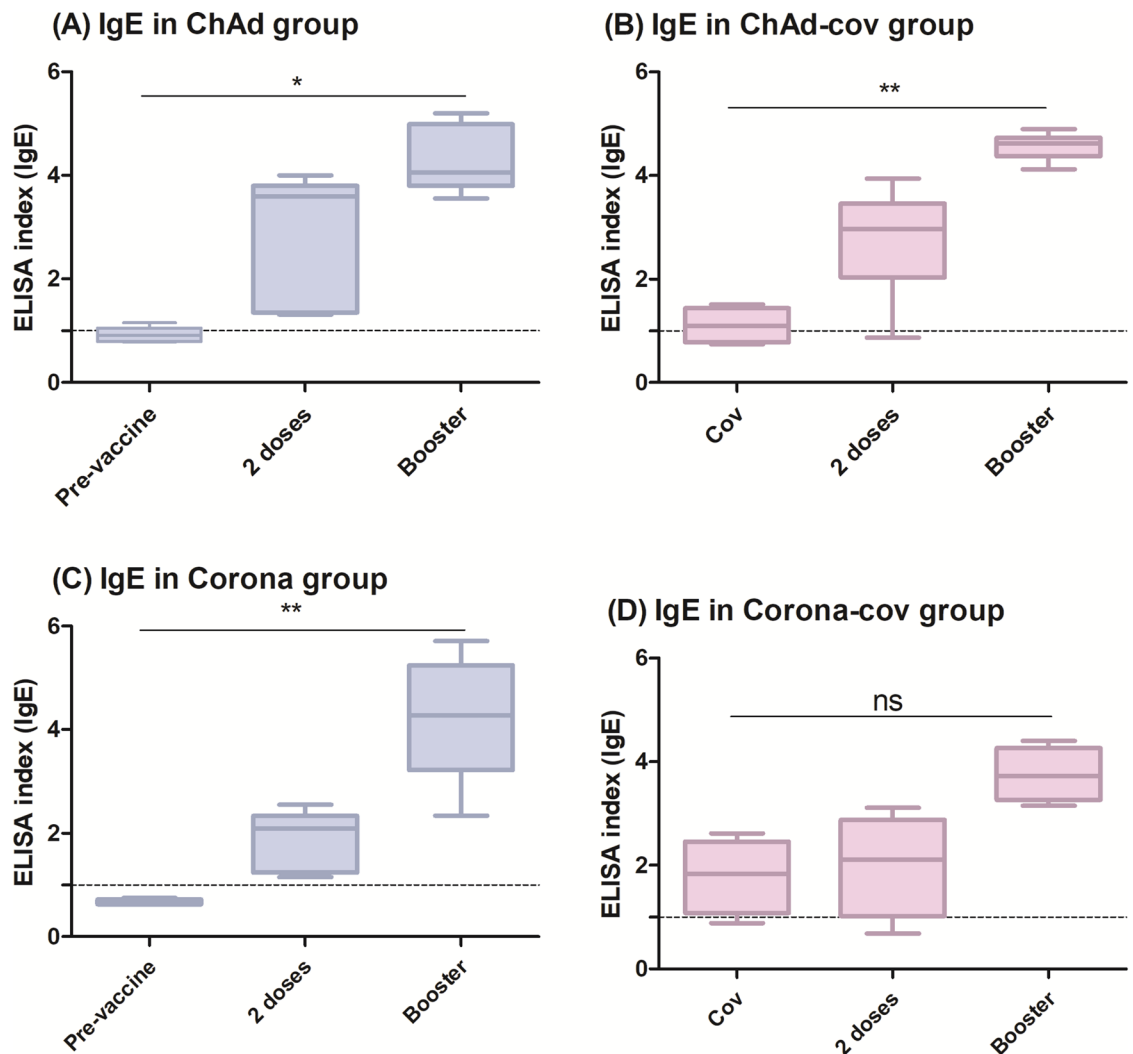 (A) IgE in ChAd group
*
ELISA index (IgE)
6
4
2
0
Pre-vaccine
2 doses
Booster
(B) IgE in ChAd-cov group
**
ELISA index (IgE)
6
4
2
0
Cov
2 doses
Booster
(C) IgE in Corona group
**
ELISA index (IgE)
6
4
2
0
Pre-vaccine
2 doses
Booster
(D) IgE in Corona-cov group
ns
ELISA index (IgE)
6
4
2
0
Cov
2 doses
Booster